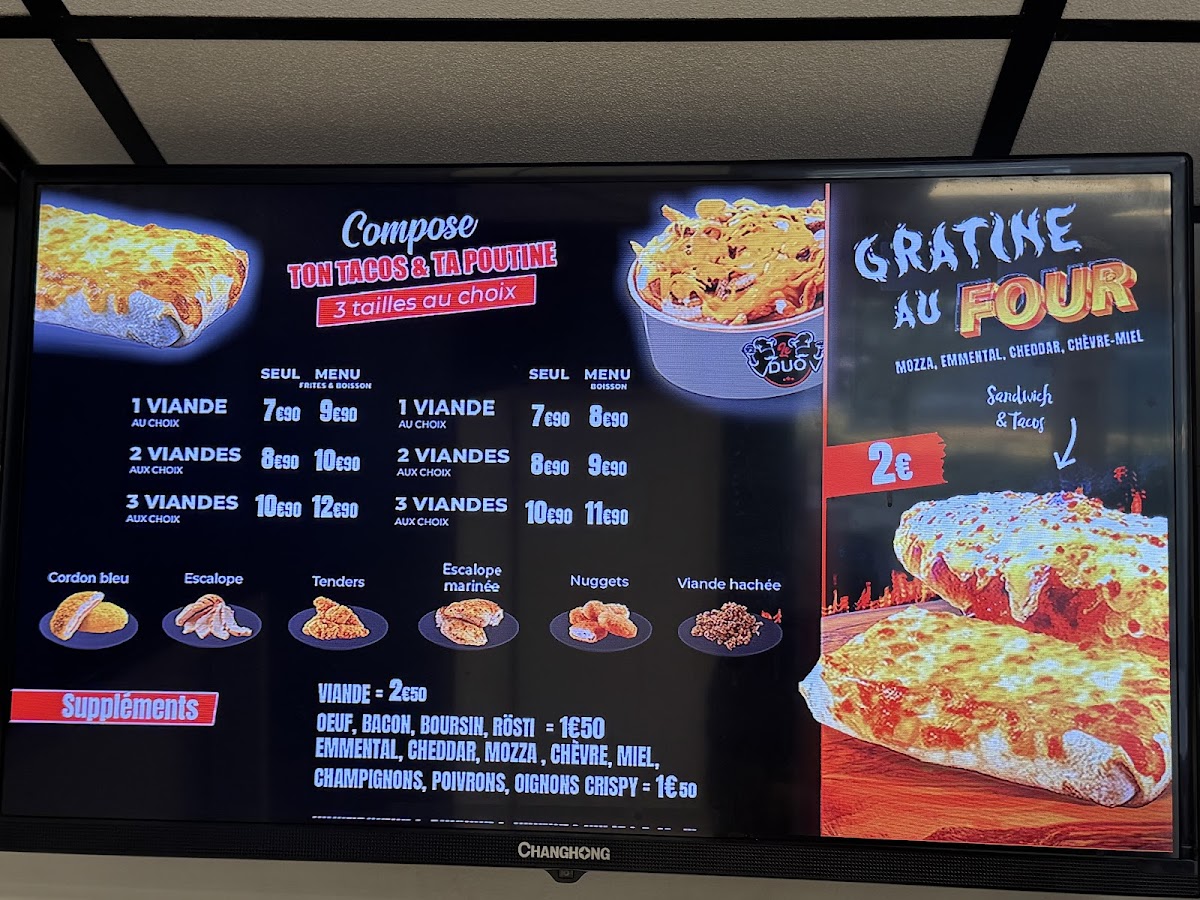 Compose
TON TACOS & TA POUTINE
3 tailles au choix
SEUL MENU
FRITES & BOISSON
1 VIANDE 7€90 9€90
AU CHOIX
2 VIANDES 8€90 10€90
AUX CHOIX
3 VIANDES 10€90 12€90
AUX CHOIX
SEUL MENU
BOISSON
1 VIANDE 7€90 8€90
AU CHOIX
2 VIANDES 8€90 9€90
AUX CHOIX
3 VIANDES 10€90 11€90
AUX CHOIX
Le
DUO
Cordon bleu
Escalope
Tenders
Escalope
marinée
Nuggets
Viande hachée
Suppléments
VIANDE = 2€50
OEUF, BACON, BOURSIN, RÖSTI = 1€50
EMMENTAL, CHEDDAR, MOZZA , CHÈVRE, MIEL,
CHAMPIGNONS, POIVRONS, OIGNONS CRISPY = 1€50
GRATINE
AU FOUR
MOZZA, EMMENTAL, CHEDDAR, CHÈVRE-MIEL
Sandwich
& Tacos
2€
CHANGHONG